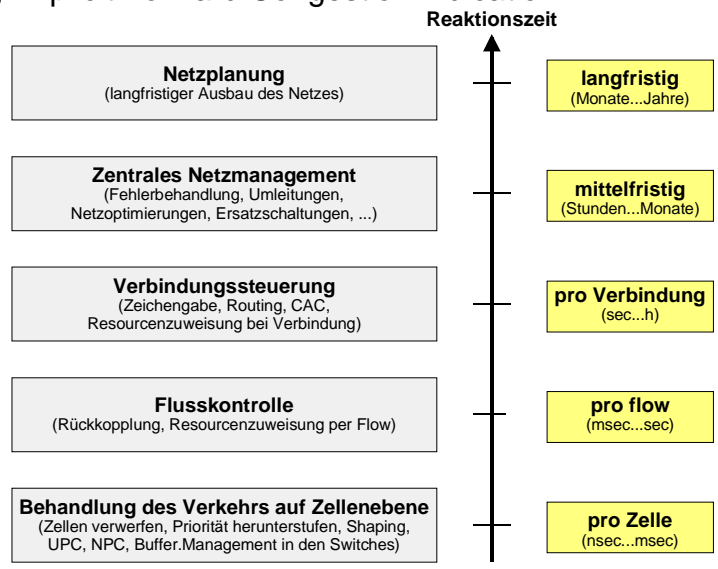 Reaktionszeit
Netzplanung
(langfristiger Ausbau des Netzes)
langfristig
(Monate...Jahre)
Zentrales Netzmanagement
(Fehlerbehandlung, Umleitungen,
Netzoptimierungen, Ersatzschaltungen, ...)
mittelfristig
(Stunden...Monate)
Verbindungssteuerung
(Zeichengabe, Routing, CAC,
Resourcenzuweisung bei Verbindung)
pro Verbindung
(sec...h)
Flusskontrolle
(Rückkopplung, Resourcenzuweisung per Flow)
pro flow
(msec...sec)
Behandlung des Verkehrs auf Zellenebene
(Zellen verwerfen, Priorität herunterstufen, Shaping,
UPC, NPC, Buffer.Management in den Switches)
pro Zelle
(nsec...msec)